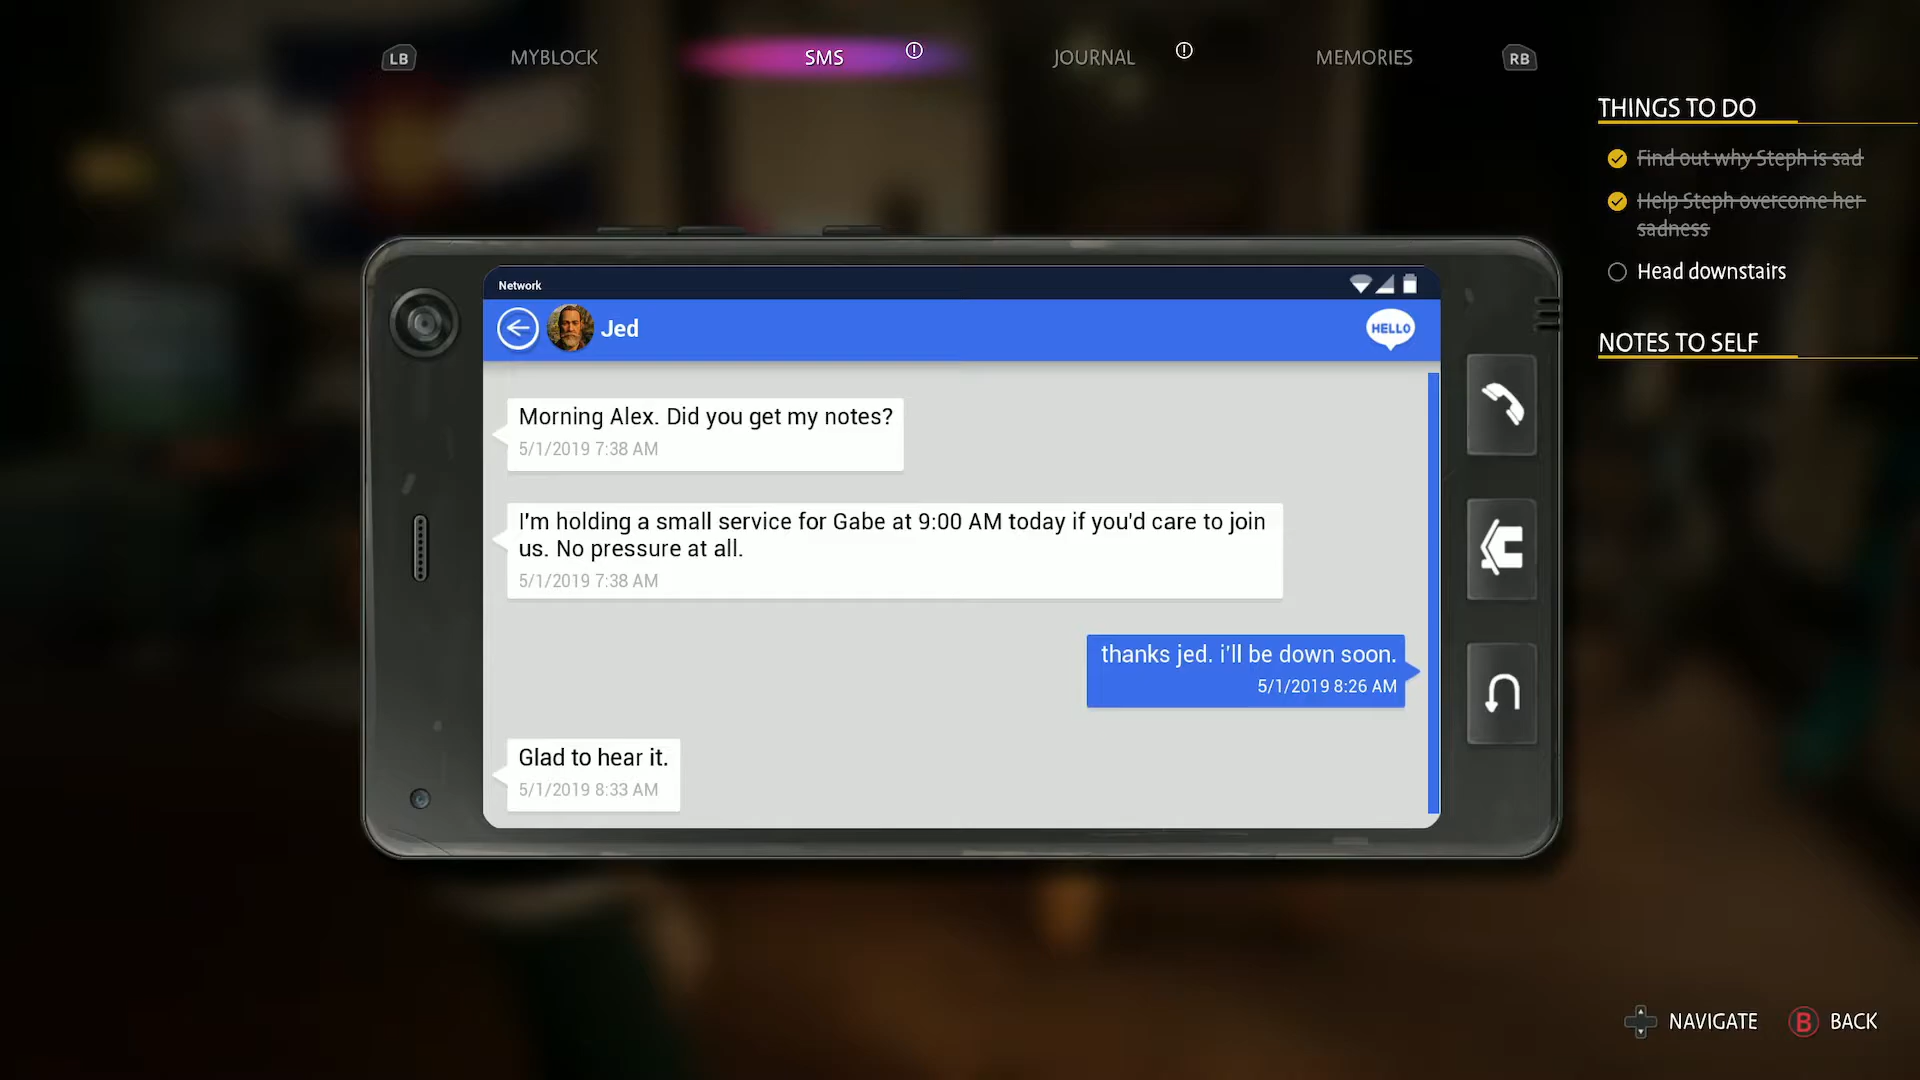 LB
MYBLOCK
SMS
JOURNAL
MEMORIES
RB
THINGS TO DO
Find out why Steph is sad
Help Steph overcome her
sadness
Head downstairs
NOTES TO SELF
Network
Jed
HELLO
Morning Alex. Did you get my notes?
5/1/2019 7:38 AM
I'm holding a small service for Gabe at 9:00 AM today if you'd care to join
us. No pressure at all.
5/1/2019 7:38 AM
thanks jed. i'll be down soon.
5/1/2019 8:26 AM
Glad to hear it.
5/1/2019 8:33 AM
NAVIGATE
B BACK